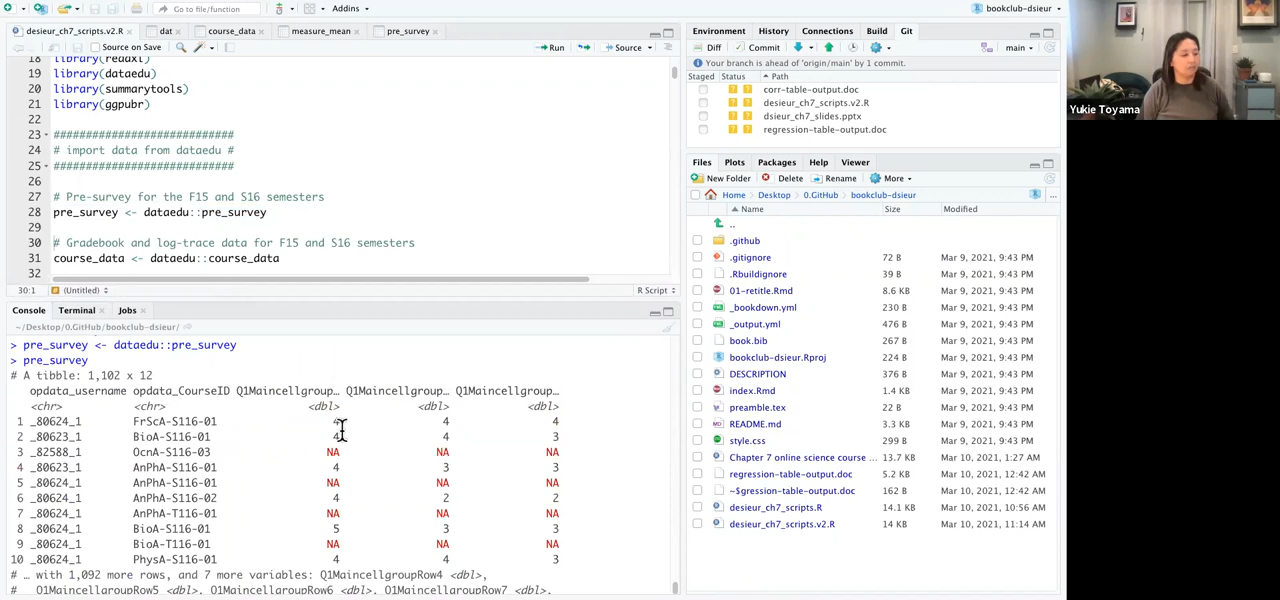 Go to file/function
Addins
bookclub-dsieur
desieur_ch7_scripts.v2.R
dat
course_data
measure_mean
pre_survey
Source on Save
Run
Source
18 library(readxl)
19 library(dataedu)
20 library(summarytools)
21 library(ggpubr)
22
23 ############################
24 # import data from dataedu #
25 ############################
26
27 # Pre-survey for the F15 and S16 semesters
28 pre_survey <- dataedu::pre_survey
29
30 # Gradebook and log-trace data for F15 and S16 semesters
31 course_data <- dataedu::course_data
32
30:1 (Untitled) R Script
Console Terminal Jobs
~/Desktop/0.GitHub/bookclub-dsieur/
> pre_survey <- dataedu::pre_survey
> pre_survey
# A tibble: 1,102 x 12
opdata_username opdata_CourseID Q1Maincellgroup… Q1Maincellgroup… Q1Maincellgroup…
<chr> <chr> <dbl> <dbl> <dbl>
1 _80624_1 FrScA-S116-01 4 4 4
2 _80623_1 BioA-S116-01 4 4 3
3 _82588_1 OcnA-S116-03 NA NA NA
4 _80623_1 AnPhA-S116-01 4 3 3
5 _80624_1 AnPhA-S116-01 NA NA NA
6 _80624_1 AnPhA-S116-02 4 2 2
7 _80624_1 AnPhA-T116-01 NA NA NA
8 _80624_1 BioA-S116-01 5 3 3
9 _80624_1 BioA-T116-01 NA NA NA
10 _80624_1 PhysA-S116-01 4 4 3
# … with 1,092 more rows, and 7 more variables: Q1MaincellgroupRow4 <dbl>,
# Q1MaincellgroupRow5 <dbl>, Q1MaincellgroupRow6 <dbl>, Q1MaincellgroupRow7 <dbl>,
Environment History Connections Build Git
Diff Commit main
Your branch is ahead of 'origin/main' by 1 commit.
Staged Status Path
corr-table-output.doc
desieur_ch7_scripts.v2.R
dsieur_ch7_slides.pptx
regression-table-output.doc
Files Plots Packages Help Viewer
New Folder Delete Rename More
Home Desktop 0.GitHub bookclub-dsieur
Name Size Modified
..
.github
.gitignore 72 B Mar 9, 2021, 9:43 PM
.Rbuildignore 39 B Mar 9, 2021, 9:43 PM
01-retitle.Rmd 8.6 KB Mar 9, 2021, 9:43 PM
_bookdown.yml 230 B Mar 9, 2021, 9:43 PM
_output.yml 476 B Mar 9, 2021, 9:43 PM
book.bib 267 B Mar 9, 2021, 9:43 PM
bookclub-dsieur.Rproj 224 B Mar 9, 2021, 9:43 PM
DESCRIPTION 376 B Mar 9, 2021, 9:43 PM
index.Rmd 1.4 KB Mar 9, 2021, 9:43 PM
preamble.tex 22 B Mar 9, 2021, 9:43 PM
README.md 3.3 KB Mar 9, 2021, 9:43 PM
style.css 299 B Mar 9, 2021, 9:43 PM
Chapter 7 online science course … 13.7 KB Mar 10, 2021, 1:27 AM
regression-table-output.doc 5.2 KB Mar 10, 2021, 12:42 AM
~$gression-table-output.doc 162 B Mar 10, 2021, 12:42 AM
desieur_ch7_scripts.R 14.1 KB Mar 10, 2021, 10:56 AM
desieur_ch7_scripts.v2.R 14 KB Mar 10, 2021, 11:14 AM
Yukie Toyama